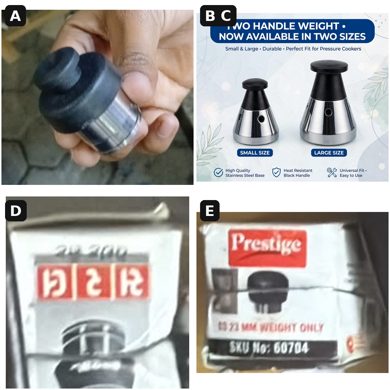 A
B C
TWO HANDLE WEIGHT •
NOW AVAILABLE IN TWO SIZES
Small & Large • Durable • Perfect Fit for Pressure Cookers
SMALL SIZE
LARGE SIZE
High Quality
Stainless Steel Base
Heat Resistant
Black Handle
Universal Fit -
Easy to Use
D
E
Prestige
23 MM WEIGHT ONLY
SKU No: 60704